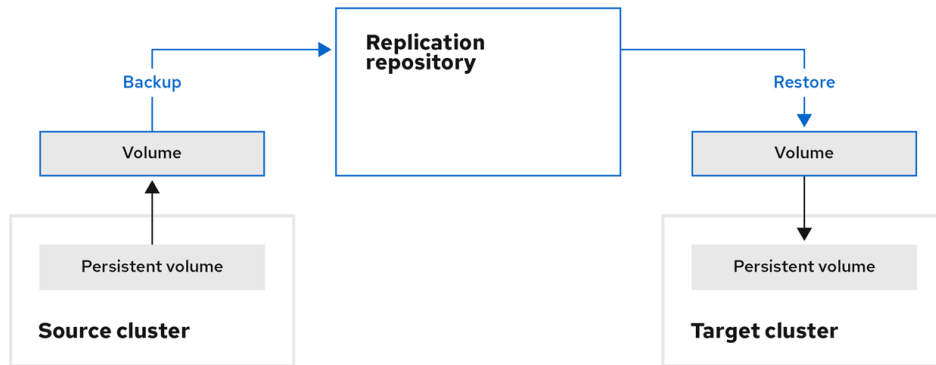 Replication
repository
Backup
Restore
Volume
Volume
Persistent volume
Persistent volume
Source cluster
Target cluster